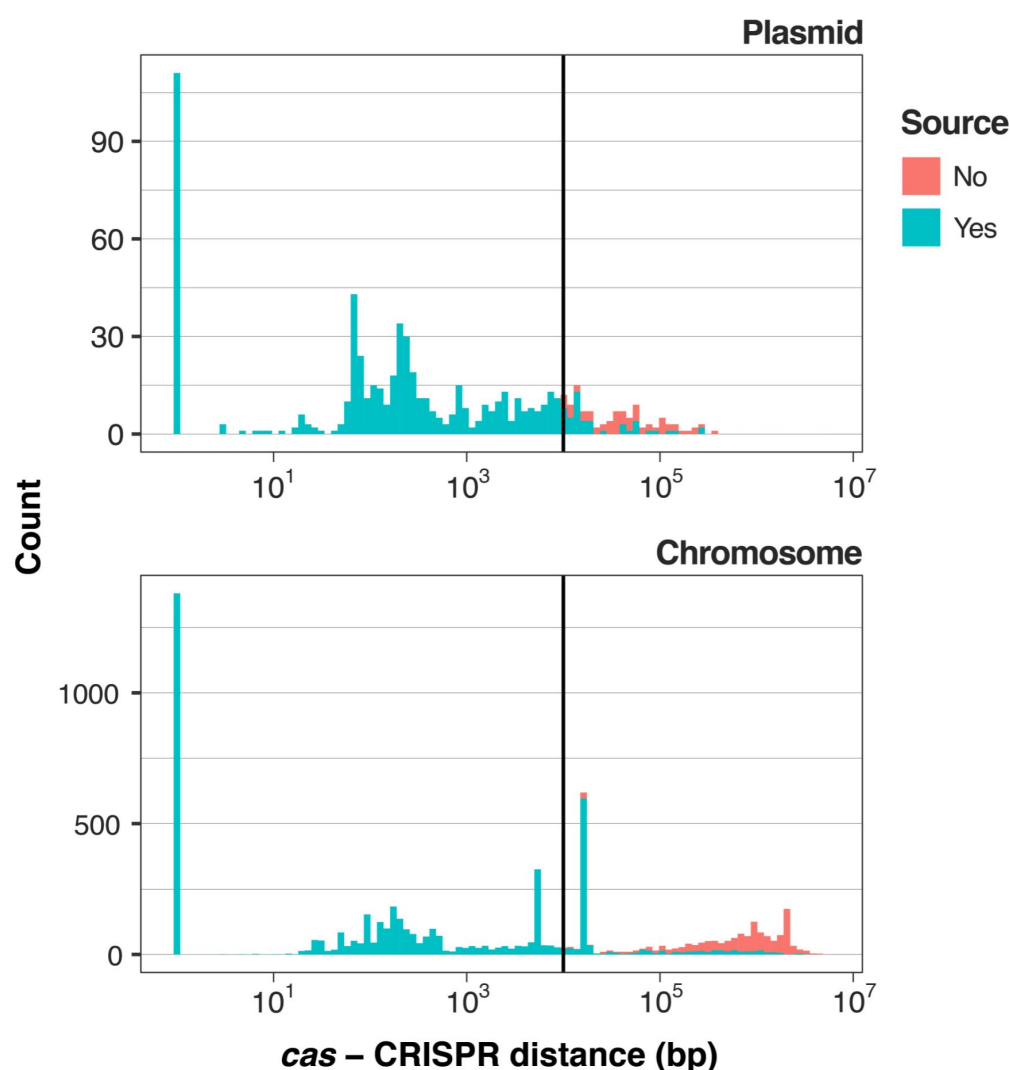 Plasmid
90
60
30
0
10¹ 10³ 10⁵ 10⁷
Source
No
Yes
Count
Chromosome
1000
500
0
10¹ 10³ 10⁵ 10⁷
cas – CRISPR distance (bp)